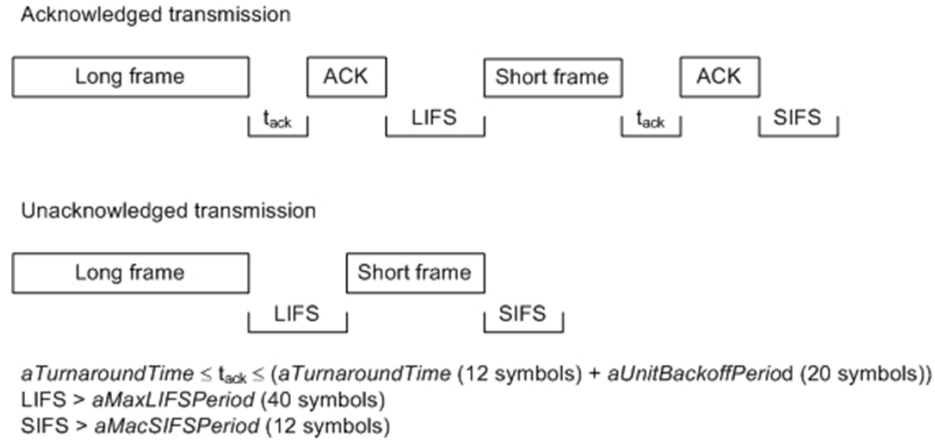 Acknowledged transmission
Long frame ACK Short frame ACK
tack LIFS tack SIFS
Unacknowledged transmission
Long frame Short frame
LIFS SIFS
aTurnaroundTime ≤ tack ≤ (aTurnaroundTime (12 symbols) + aUnitBackoffPeriod (20 symbols))
LIFS > aMaxLIFSPeriod (40 symbols)
SIFS > aMacSIFSPeriod (12 symbols)